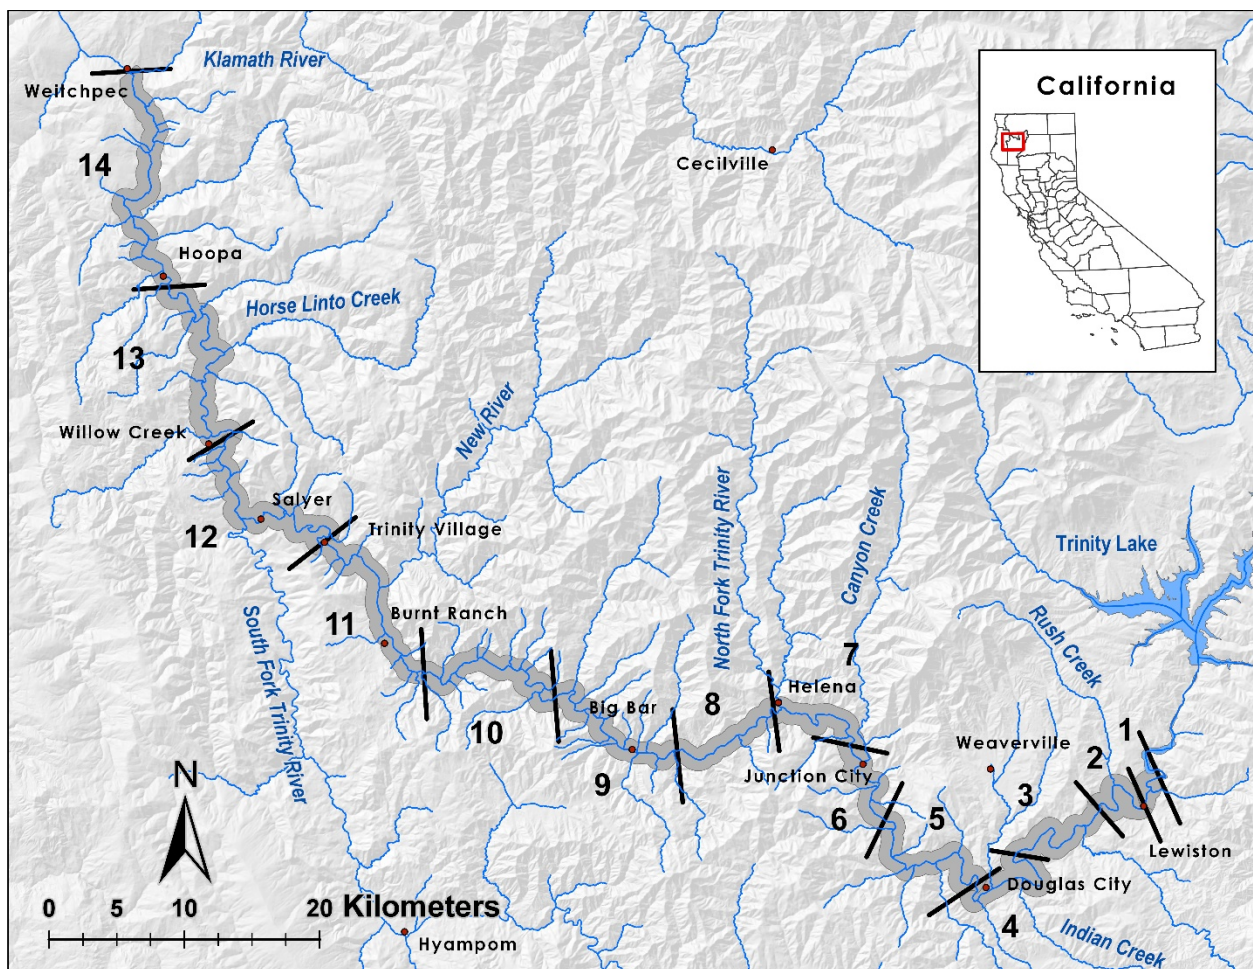 Klamath River
Weitchpec
California
14
Cecilville
Hoopa
Horse Linto Creek
13
New River
Willow Creek
Salyer
12
Trinity Village
North Fork Trinity River
Canyon Creek
Trinity Lake
South Fork Trinity River
11
Burnt Ranch
Rush Creek
7
Helena
8
Big Bar
10
9
Junction City
Weaverville
1
2
3
6
5
Lewiston
Douglas City
4
Indian Creek
N
0 5 10 20 Kilometers
Hyampom